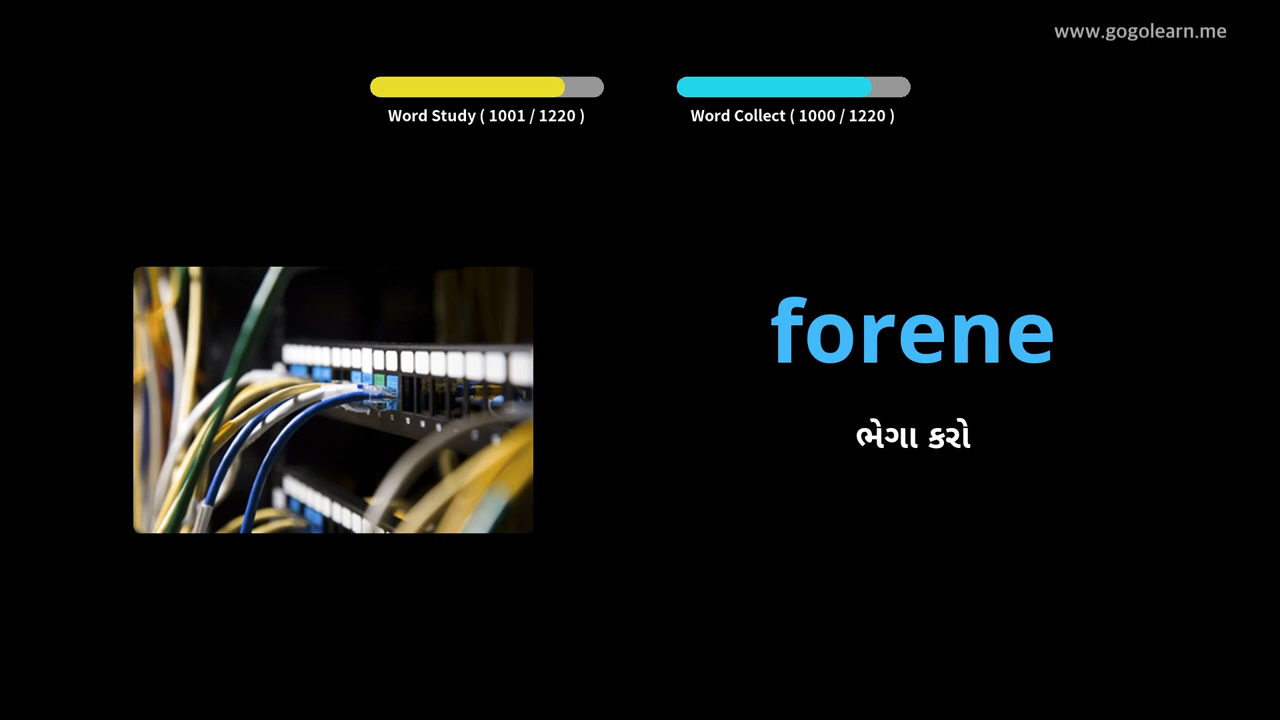 www.gogolearn.me
Word Study ( 1001 / 1220 )
Word Collect ( 1000 / 1220 )
forene
ભેગા કરો